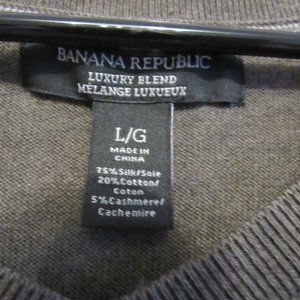 BANANA REPUBLIC
LUXURY BLEND
MÉLANGE LUXUEUX
L/G
MADE IN
CHINA
75% Silk/Soie
20% Cotton/
Coton
5% Cashmere/
Cachemire